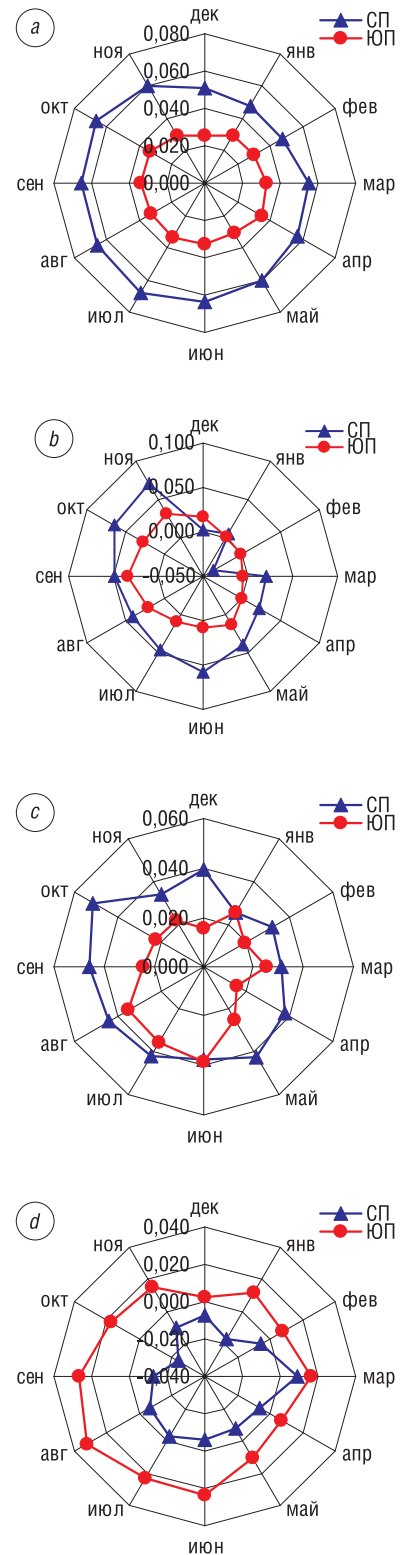 a
дек
СП
ЮП
0,080
ноя
янв
0,060
окт
0,040
фев
0,020
сен
0,000
мар
авг
апр
июл
май
июн
b
дек
СП
ЮП
0,100
ноя
янв
0,050
окт
фев
0,000
сен
-0,050
мар
авг
апр
июл
май
июн
c
дек
СП
ЮП
0,060
ноя
янв
0,040
окт
фев
0,020
сен
0,000
мар
авг
апр
июл
май
июн
d
дек
СП
ЮП
0,040
ноя
янв
0,020
окт
0,000
фев
-0,020
сен
-0,040
мар
авг
апр
июл
май
июн